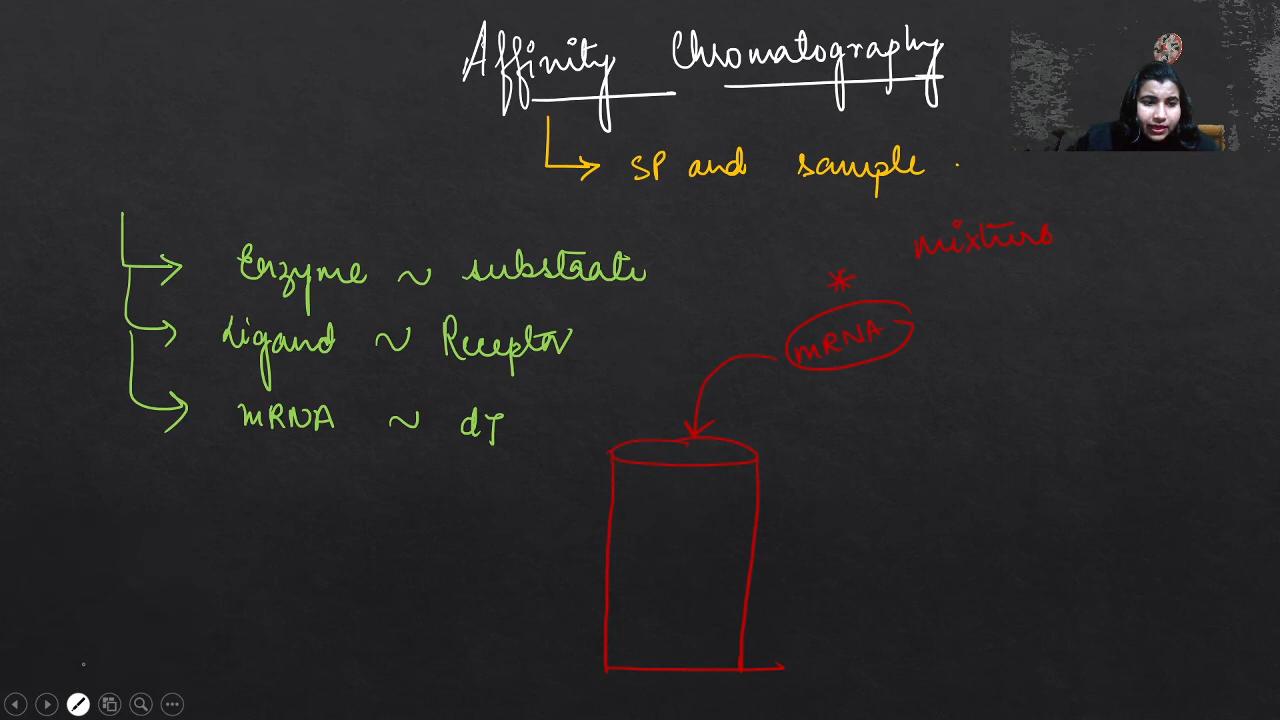 Affinity Chromatography
SP and sample .
mixture
Enzyme ~ substrate
Ligand ~ Receptor
* mRNA
mRNA ~ dT